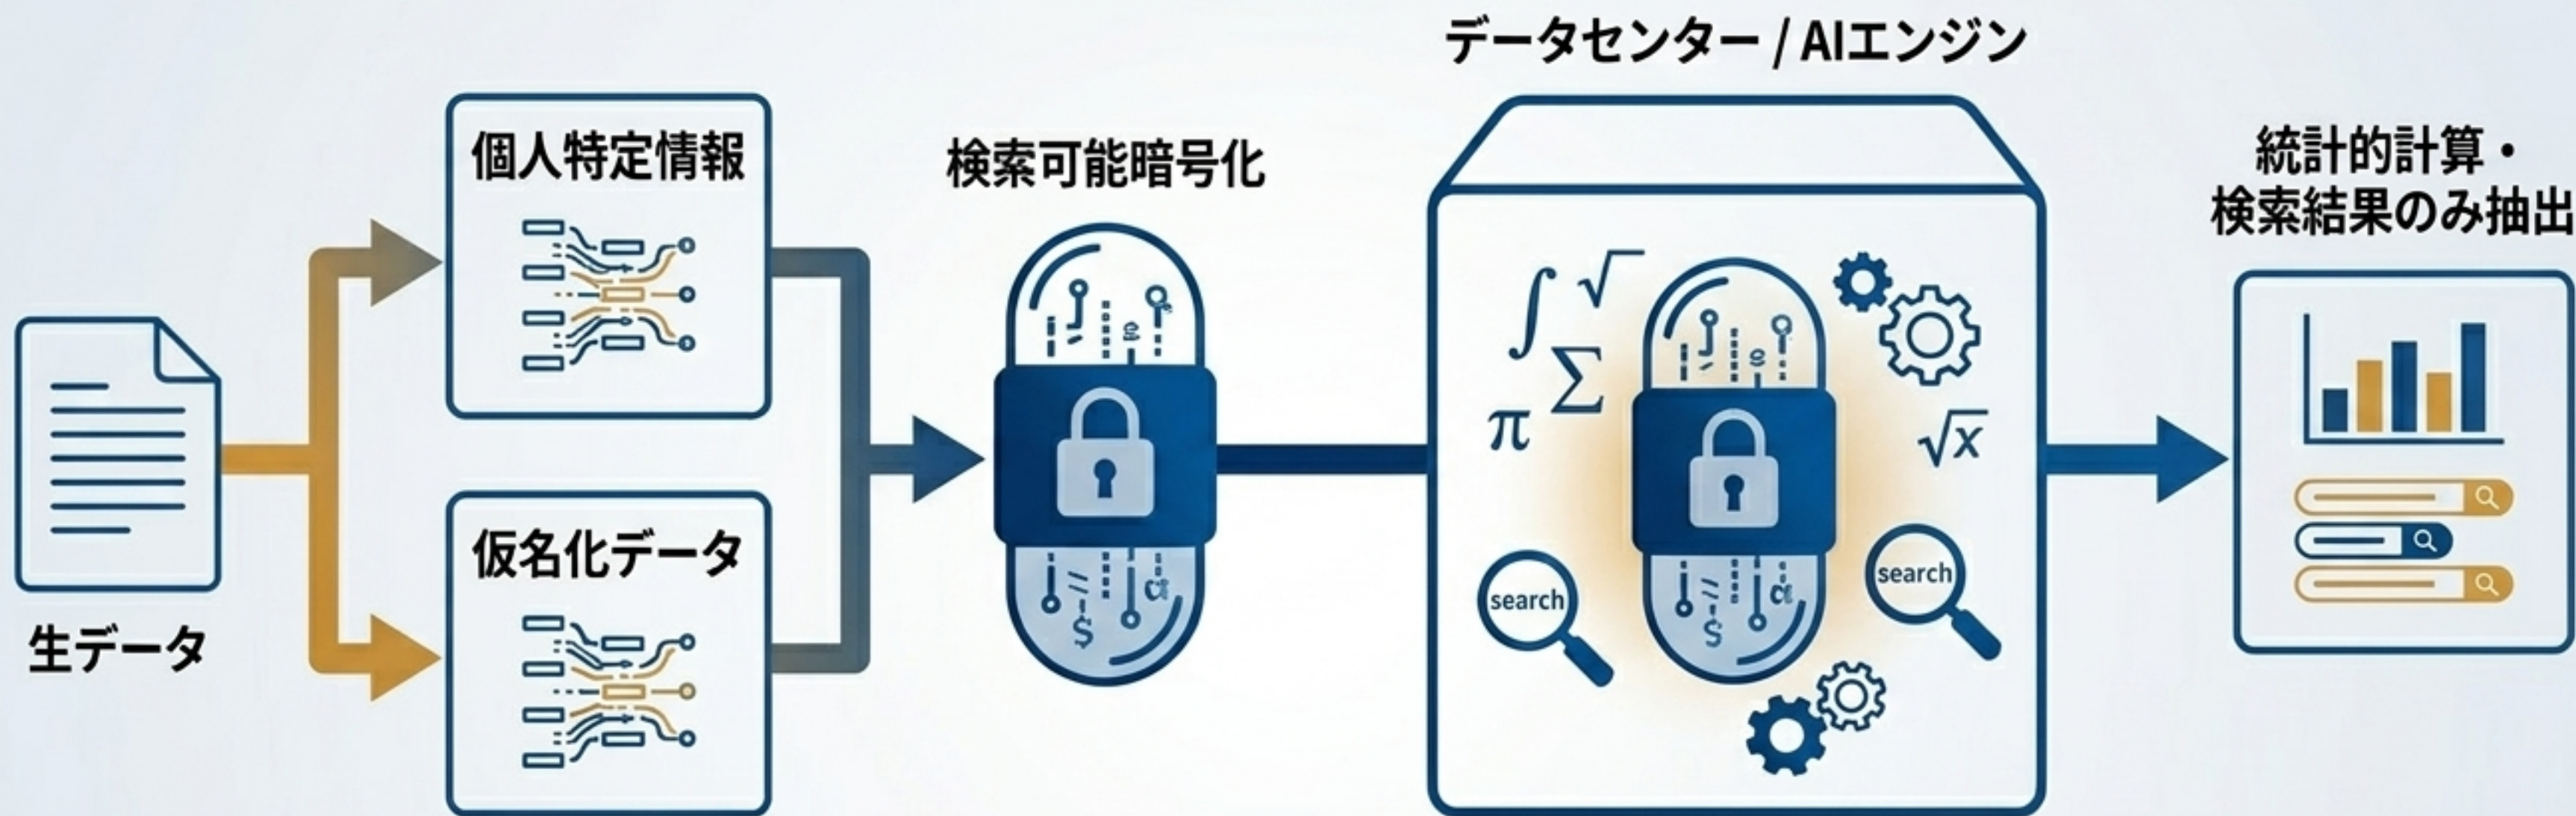 データセンター / AIエンジン
個人特定情報
検索可能暗号化
統計的計算・
検索結果のみ抽出
生データ
仮名化データ
∫ √
Σ
π
√x
search
search